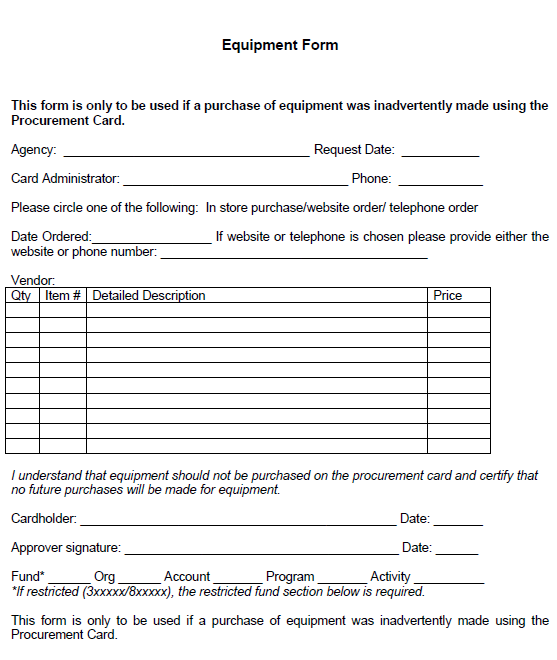 Equipment Form
This form is only to be used if a purchase of equipment was inadvertently made using the
Procurement Card.
Agency: ___________________________________ Request Date: ___________
Card Administrator: ________________________________ Phone: ____________
Please circle one of the following: In store purchase/website order/ telephone order
Date Ordered:_________________ If website or telephone is chosen please provide either the
website or phone number: ______________________________________
Vendor:
Qty Item # Detailed Description Price
I understand that equipment should not be purchased on the procurement card and certify that
no future purchases will be made for equipment.
Cardholder: _____________________________________________ Date: _______
Approver signature: _______________________________________ Date: ______
Fund* ______ Org ______ Account _______ Program _______ Activity __________
*If restricted (3xxxxx/8xxxxx), the restricted fund section below is required.
This form is only to be used if a purchase of equipment was inadvertently made using the
Procurement Card.